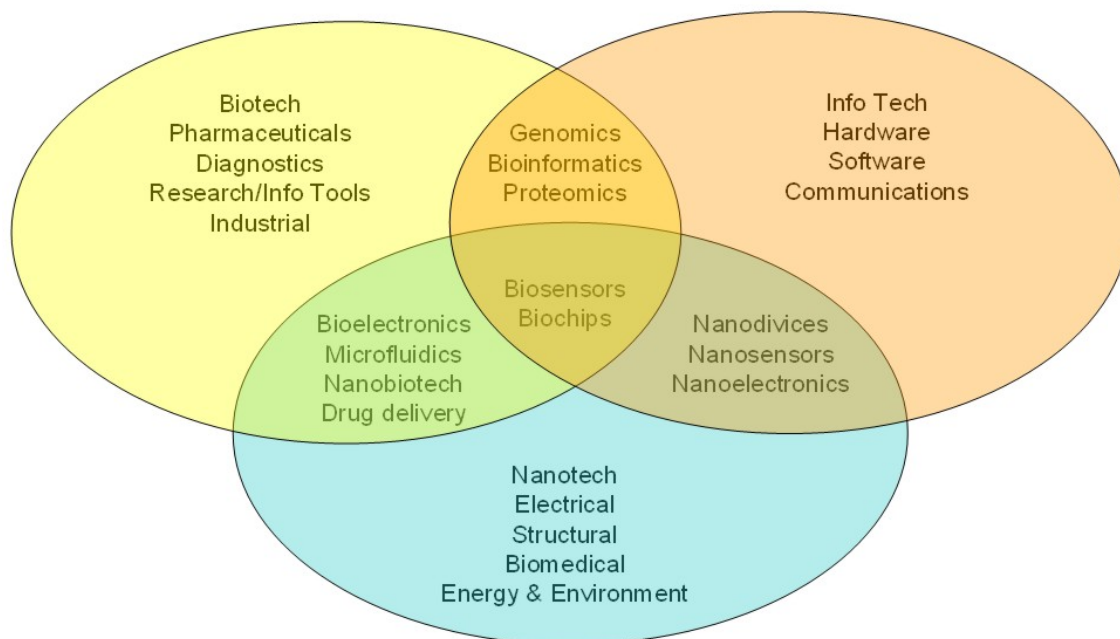 Biotech
Pharmaceuticals
Diagnostics
Research/Info Tools
Industrial
Genomics
Bioinformatics
Proteomics
Info Tech
Hardware
Software
Communications
Biosensors
Biochips
Bioelectronics
Microfluidics
Nanobiotech
Drug delivery
Nanodivices
Nanosensors
Nanoelectronics
Nanotech
Electrical
Structural
Biomedical
Energy & Environment